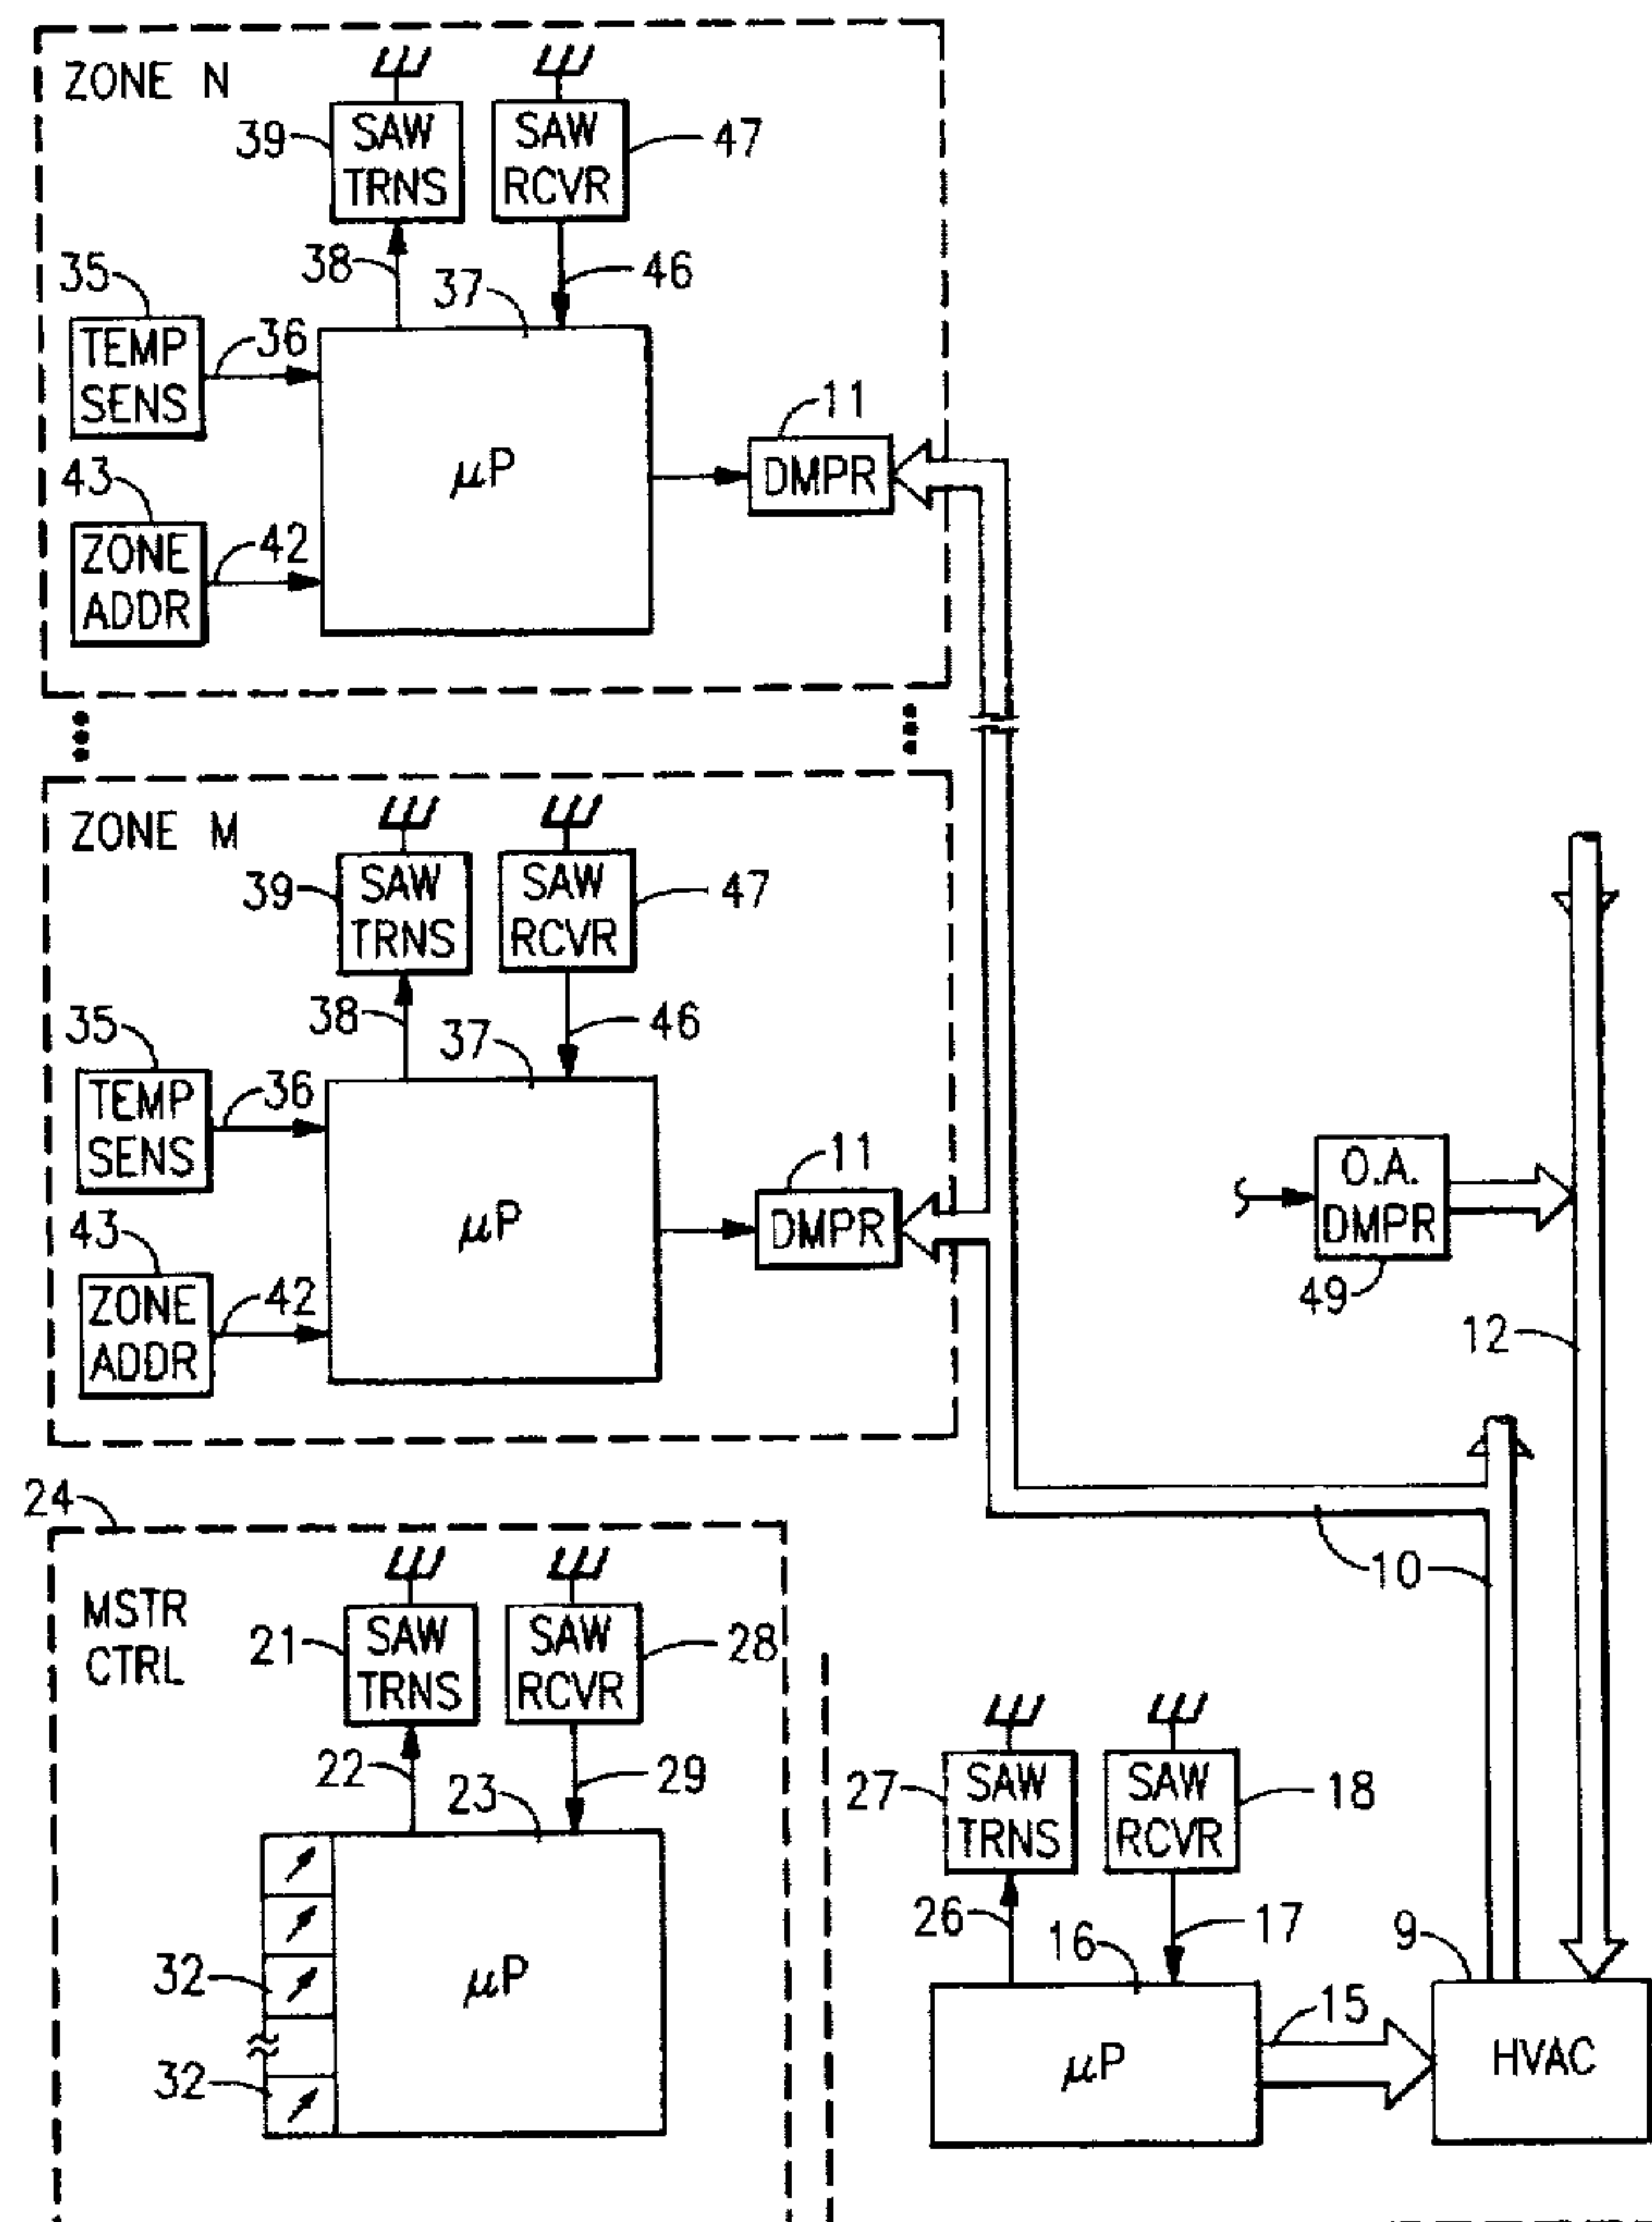 ZONE N
39
SAW
TRNS
SAW
RCVR
47
38
46
35
37
TEMP
SENS
36
µP
11
DMPR
43
ZONE
ADDR
42
ZONE M
39
SAW
TRNS
SAW
RCVR
47
38
46
35
37
TEMP
SENS
36
µP
11
DMPR
43
ZONE
ADDR
42
O.A.
DMPR
49
12
10
24
MSTR
CTRL
21
SAW
TRNS
SAW
RCVR
28
22
29
23
32
32
µP
27
SAW
TRNS
SAW
RCVR
18
26
17
16
µP
15
9
HVAC